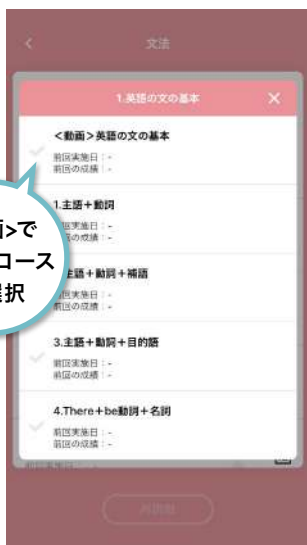 文法
1.英語の文の基本
<動画>英語の文の基本
前回実施日：-
前回の成績：-
1.主語＋動詞
実施日：-
の成績：-
画>で
コース
選択
主語＋動詞＋補語
前回実施日：-
前回の成績：-
3.主語＋動詞＋目的語
前回実施日：-
前回の成績：-
4.There＋be動詞＋名詞
前回実施日：-
前回の成績：-